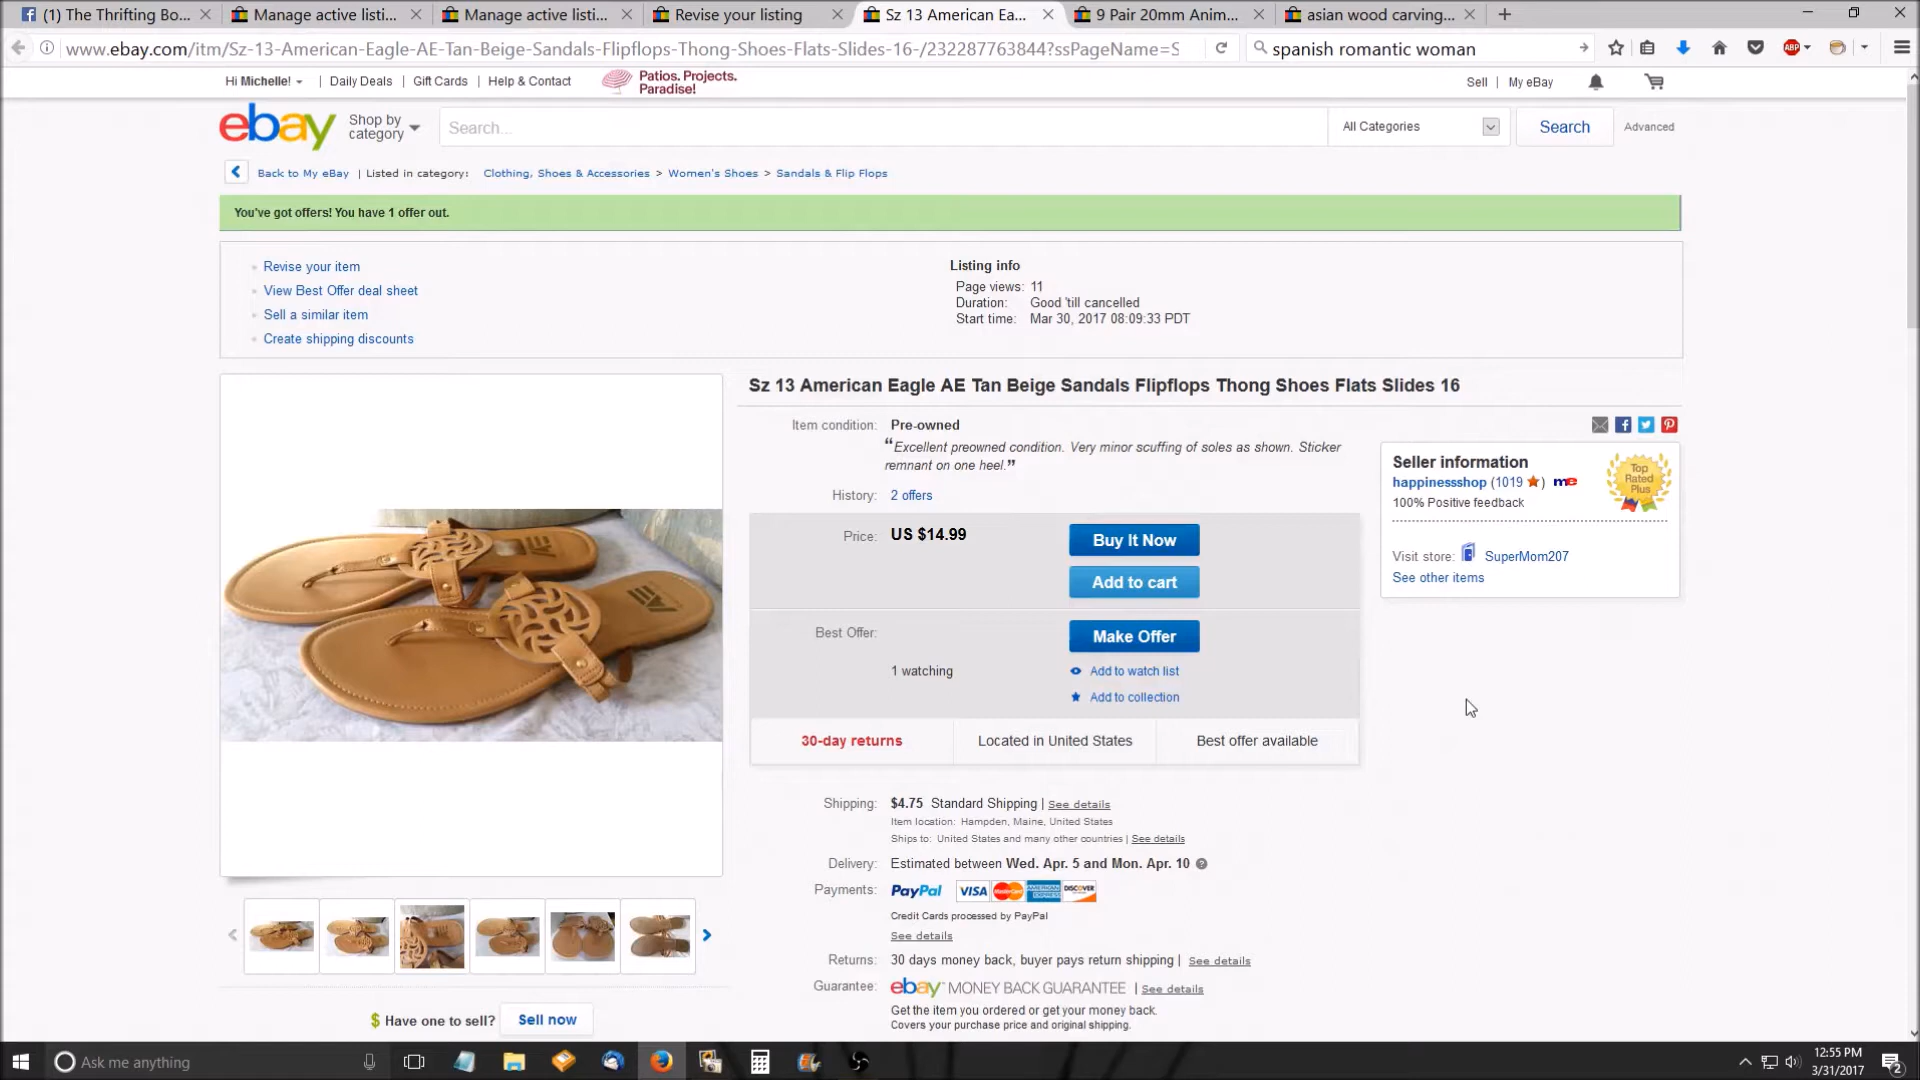 (1) The Thrifting Bo...
Manage active listi...
Manage active listi...
Revise your listing
Sz 13 American Ea...
9 Pair 20mm Anim...
asian wood carving...
www.ebay.com/itm/Sz-13-American-Eagle-AE-Tan-Beige-Sandals-Flipflops-Thong-Shoes-Flats-Slides-16-/232287763844?ssPageName=S
spanish romantic woman
ABP
Hi Michelle! | Daily Deals | Gift Cards | Help & Contact
Patios. Projects.
Paradise!
Sell | My eBay
ebay
Shop by
category
Search...
All Categories
Search
Advanced
Back to My eBay | Listed in category: Clothing, Shoes & Accessories > Women's Shoes > Sandals & Flip Flops
You've got offers! You have 1 offer out.
Revise your item
View Best Offer deal sheet
Sell a similar item
Create shipping discounts
Listing info
Page views: 11
Duration: Good 'till cancelled
Start time: Mar 30, 2017 08:09:33 PDT
Sz 13 American Eagle AE Tan Beige Sandals Flipflops Thong Shoes Flats Slides 16
Item condition: Pre-owned
“Excellent preowned condition. Very minor scuffing of soles as shown. Sticker
remnant on one heel.”
History: 2 offers
Price: US $14.99
Buy It Now
Add to cart
Best Offer:
Make Offer
1 watching
Add to watch list
Add to collection
30-day returns
Located in United States
Best offer available
Seller information
happinessshop (1019 ) me
100% Positive feedback
Top
Rated
Plus
Visit store: SuperMom207
See other items
Shipping: $4.75 Standard Shipping | See details
Item location: Hampden, Maine, United States
Ships to: United States and many other countries | See details
Delivery: Estimated between Wed. Apr. 5 and Mon. Apr. 10
Payments: PayPal VISA MasterCard AMERICAN EXPRESS DISCOVER
Credit Cards processed by PayPal
See details
Returns: 30 days money back, buyer pays return shipping | See details
Guarantee: ebay MONEY BACK GUARANTEE | See details
Get the item you ordered or get your money back.
Covers your purchase price and original shipping.
AE
AE
Have one to sell? Sell now
Ask me anything
12:55 PM
3/31/2017
2